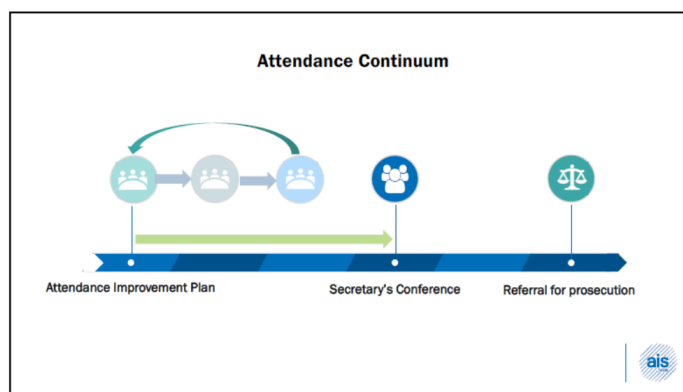 Attendance Continuum
Attendance Improvement Plan
Secretary's Conference
Referral for prosecution
ais